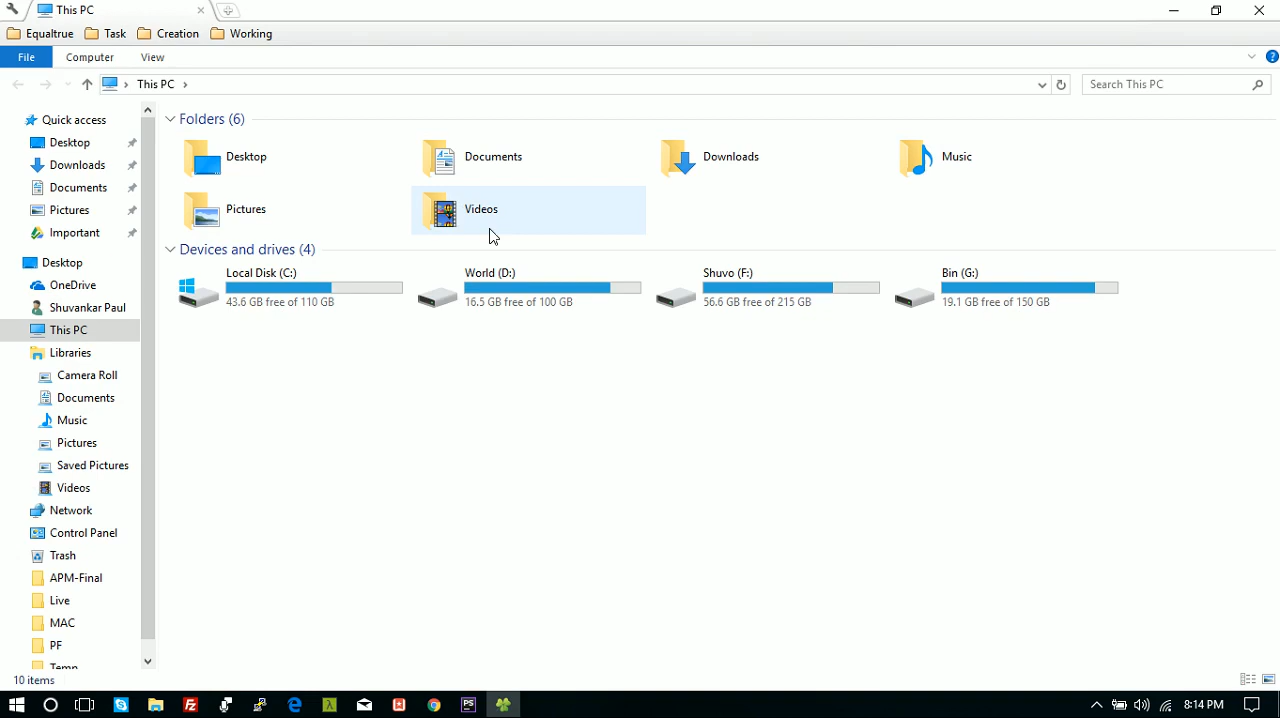 This PC
Equaltrue Task Creation Working
File Computer View
This PC
Search This PC
Quick access
Desktop
Downloads
Documents
Pictures
Important
Desktop
OneDrive
Shuvankar Paul
This PC
Libraries
Camera Roll
Documents
Music
Pictures
Saved Pictures
Videos
Network
Control Panel
Trash
APM-Final
Live
MAC
PF
Temp
Folders (6)
Desktop Documents Downloads Music
Pictures Videos
Devices and drives (4)
Local Disk (C:) World (D:) Shuvo (F:) Bin (G:)
43.6 GB free of 110 GB 16.5 GB free of 100 GB 56.6 GB free of 215 GB 19.1 GB free of 150 GB
10 items
PS
8:14 PM